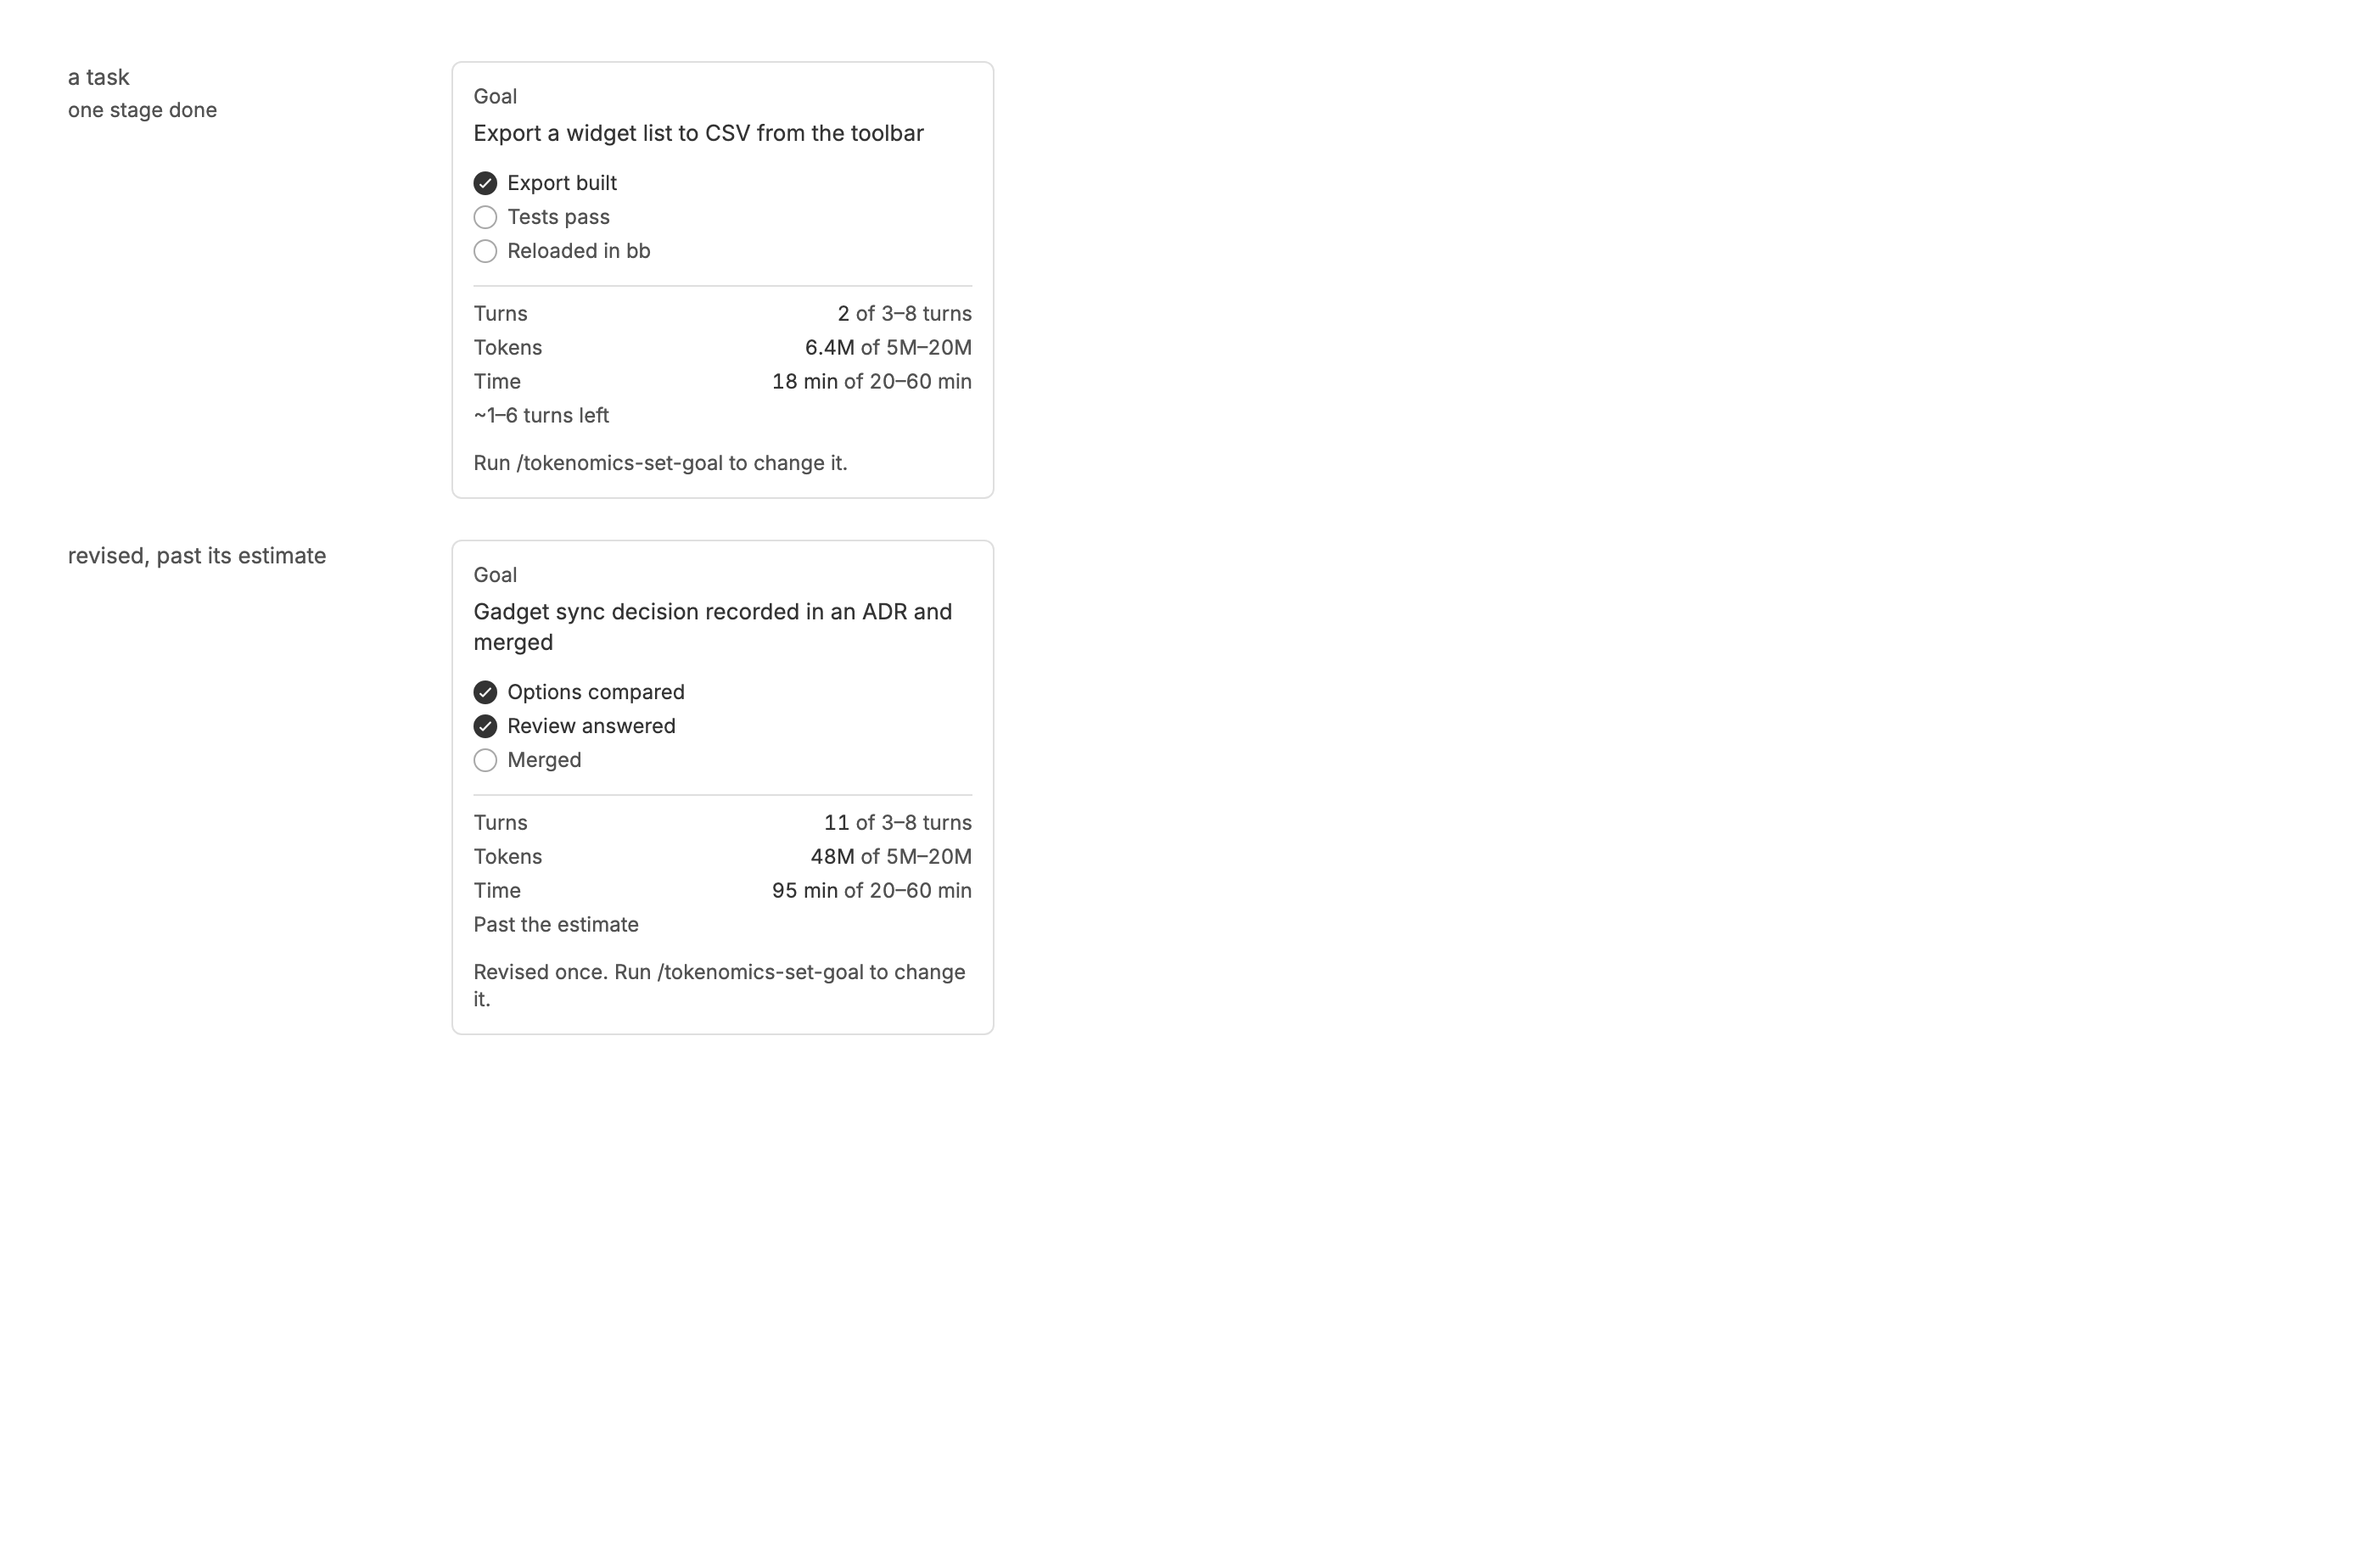 a task
one stage done
Goal
Export a widget list to CSV from the toolbar
Export built
Tests pass
Reloaded in bb
Turns 2 of 3–8 turns
Tokens 6.4M of 5M–20M
Time 18 min of 20–60 min
~1–6 turns left
Run /tokenomics-set-goal to change it.
revised, past its estimate
Goal
Gadget sync decision recorded in an ADR and
merged
Options compared
Review answered
Merged
Turns 11 of 3–8 turns
Tokens 48M of 5M–20M
Time 95 min of 20–60 min
Past the estimate
Revised once. Run /tokenomics-set-goal to change
it.